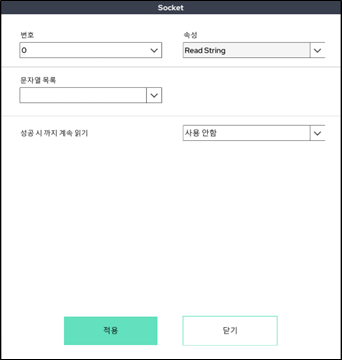 Socket
번호
속성
0
Read String
문자열 목록
성공 시 까지 계속 읽기
사용 안함
적용
닫기